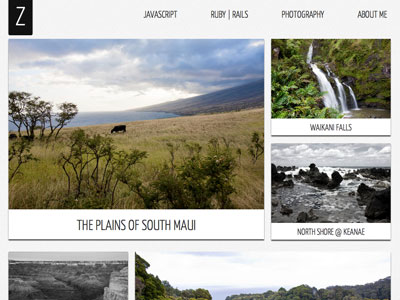 Z
JAVASCRIPT
RUBY | RAILS
PHOTOGRAPHY
ABOUT ME
WAIKANI FALLS
THE PLAINS OF SOUTH MAUI
NORTH SHORE @ KEANAE